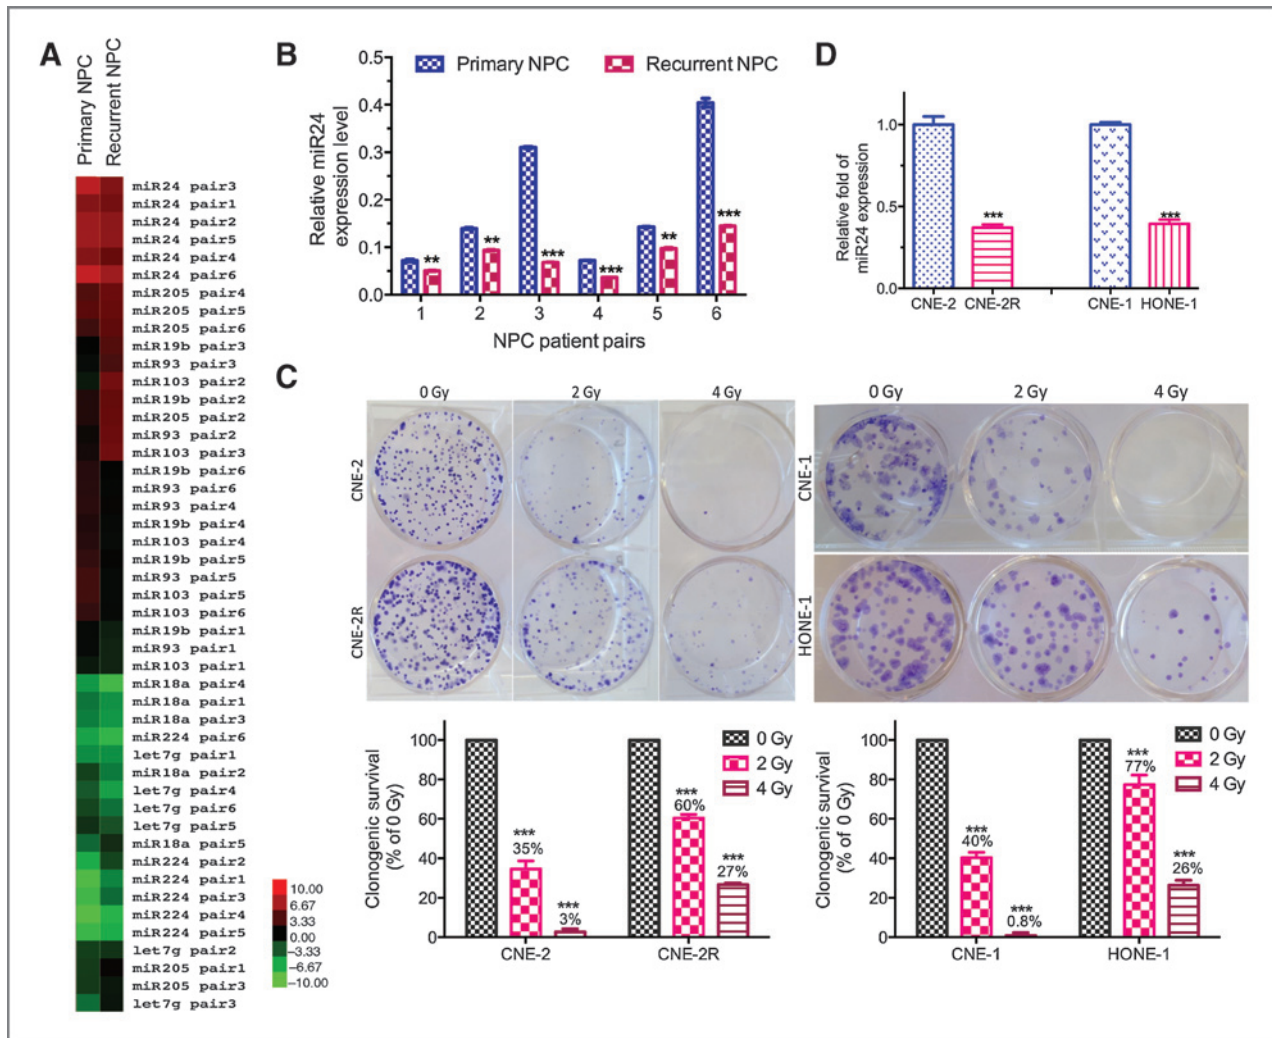 A
Primary NPC
Recurrent NPC
miR24 pair3
miR24 pair1
miR24 pair2
miR24 pair5
miR24 pair4
miR24 pair6
miR205 pair4
miR205 pair5
miR205 pair6
miR19b pair3
miR93 pair3
miR103 pair2
miR19b pair2
miR205 pair2
miR93 pair2
miR103 pair3
miR19b pair6
miR93 pair6
miR93 pair4
miR19b pair4
miR103 pair4
miR19b pair5
miR93 pair5
miR103 pair5
miR103 pair6
miR19b pair1
miR93 pair1
miR103 pair1
miR18a pair4
miR18a pair1
miR18a pair3
miR224 pair6
let7g pair1
miR18a pair2
let7g pair4
let7g pair6
let7g pair5
miR18a pair5
miR224 pair2
miR224 pair1
miR224 pair3
miR224 pair4
miR224 pair5
let7g pair2
miR205 pair1
miR205 pair3
let7g pair3
10.00
6.67
3.33
0.00
−3.33
−6.67
−10.00
B
Relative miR24
expression level
0.5
0.4
0.3
0.2
0.1
0.0
Primary NPC
Recurrent NPC
**
**
***
***
**
***
1 2 3 4 5 6
NPC patient pairs
D
Relative fold of
miR24 expression
1.0
0.5
0.0
***
***
CNE-2 CNE-2R CNE-1 HONE-1
C
0 Gy 2 Gy 4 Gy
CNE-2
CNE-2R
0 Gy 2 Gy 4 Gy
CNE-1
HONE-1
Clonogenic survival
(% of 0 Gy)
100
80
60
40
20
0
0 Gy
2 Gy
4 Gy
***
35%
***
3%
***
60%
***
27%
CNE-2 CNE-2R
Clonogenic survival
(% of 0 Gy)
100
80
60
40
20
0
0 Gy
2 Gy
4 Gy
***
40%
***
0.8%
***
77%
***
26%
CNE-1 HONE-1